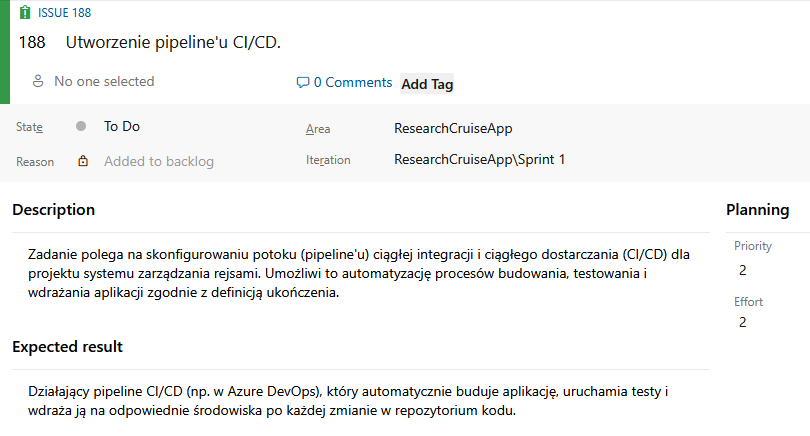 ISSUE 188
188 Utworzenie pipeline'u CI/CD.
No one selected 0 Comments Add Tag
State To Do Area ResearchCruiseApp
Reason Added to backlog Iteration ResearchCruiseApp\Sprint 1
Description Planning
Zadanie polega na skonfigurowaniu potoku (pipeline'u) ciągłej integracji i ciągłego dostarczania (CI/CD) dla
projektu systemu zarządzania rejsami. Umożliwi to automatyzację procesów budowania, testowania i
wdrażania aplikacji zgodnie z definicją ukończenia.
Priority
2
Effort
2
Expected result
Działający pipeline CI/CD (np. w Azure DevOps), który automatycznie buduje aplikację, uruchamia testy i
wdraża ją na odpowiednie środowiska po każdej zmianie w repozytorium kodu.